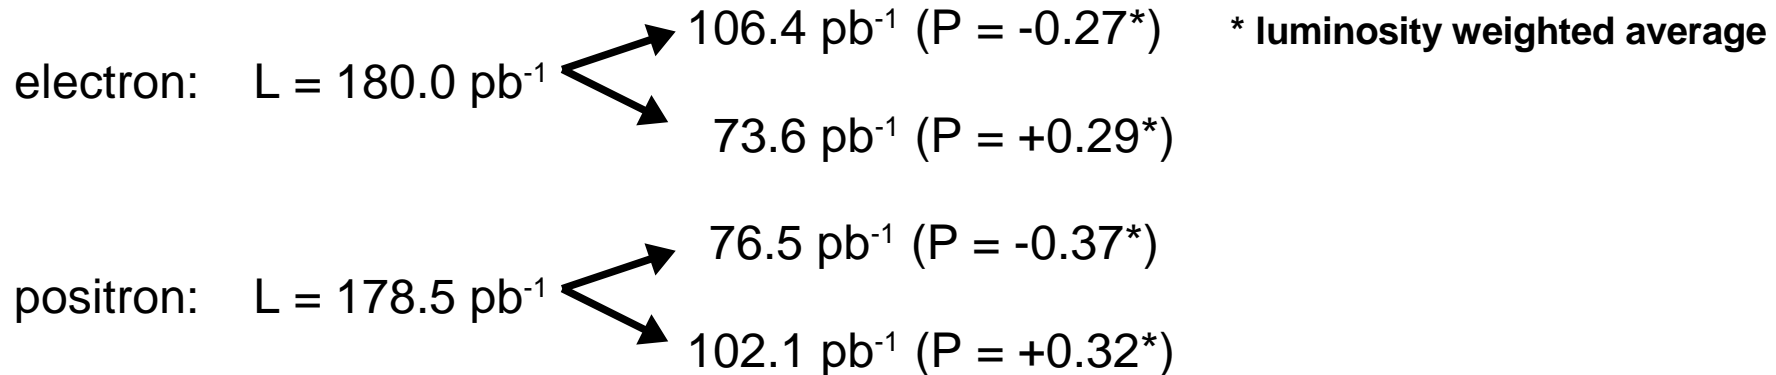 106.4 pb⁻¹ (P = -0.27*) * luminosity weighted average
electron: L = 180.0 pb⁻¹
73.6 pb⁻¹ (P = +0.29*)
76.5 pb⁻¹ (P = -0.37*)
positron: L = 178.5 pb⁻¹
102.1 pb⁻¹ (P = +0.32*)